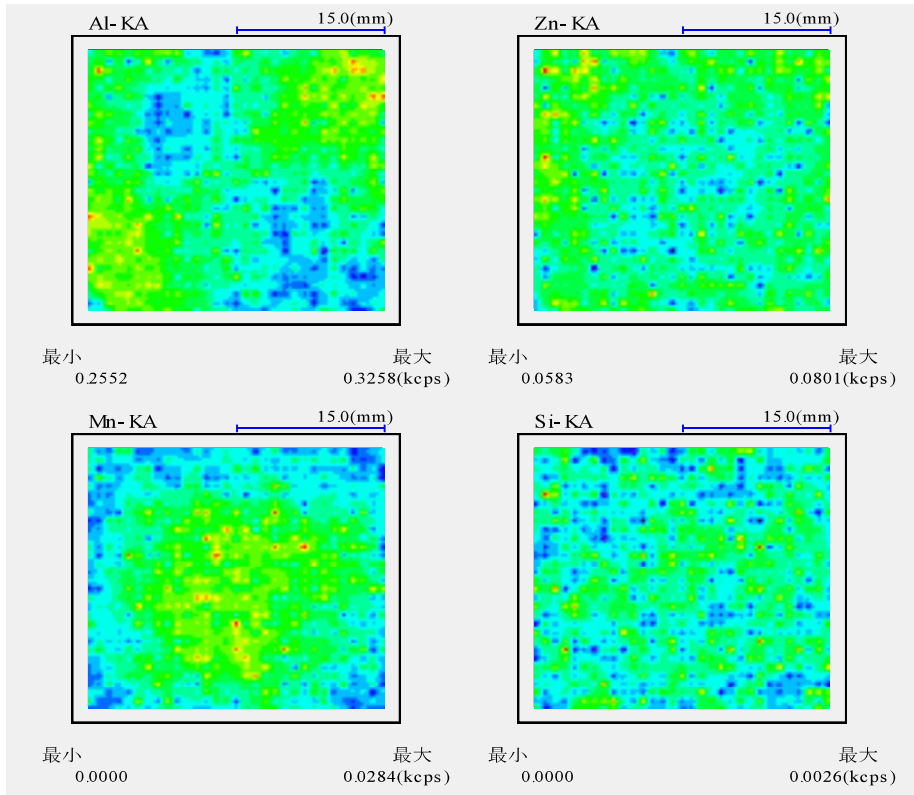 Al-KA 15.0(mm)
Zn-KA 15.0(mm)
最小 最大
0.2552 0.3258(kcps)
最小 最大
0.0583 0.0801(kcps)
Mn-KA 15.0(mm)
Si-KA 15.0(mm)
最小 最大
0.0000 0.0284(kcps)
最小 最大
0.0000 0.0026(kcps)